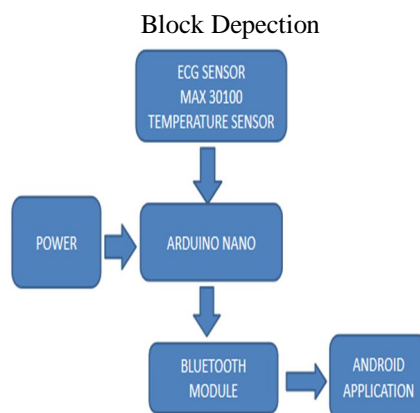 Block Depection
ECG SENSOR
MAX 30100
TEMPERATURE SENSOR
POWER
ARDUINO NANO
BLUETOOTH
MODULE
ANDROID
APPLICATION